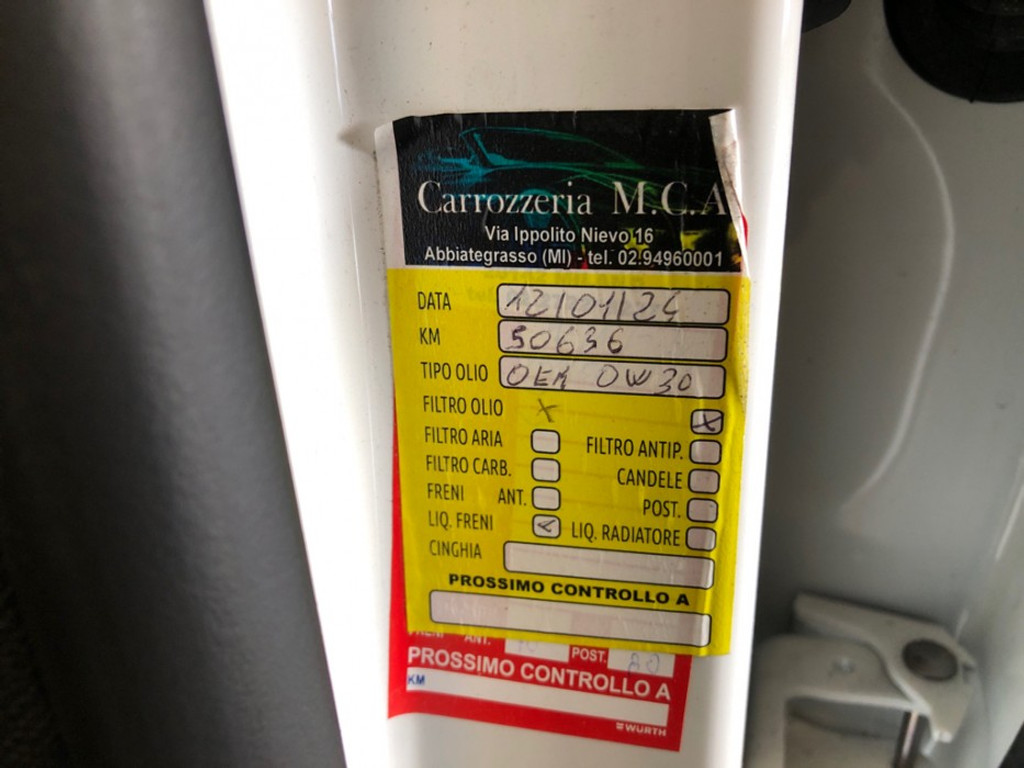 Carrozzeria M.C.A
Via Ippolito Nievo 16
Abbiategrasso (MI) - tel. 02.94960001
DATA 12/01/24
KM 50636
TIPO OLIO OEM 0W30
FILTRO OLIO X X
FILTRO ARIA FILTRO ANTIP.
FILTRO CARB. CANDELE
FRENI ANT. POST.
LIQ. FRENI LIQ. RADIATORE
CINGHIA
PROSSIMO CONTROLLO A
FRENI ANT. POST. 80
PROSSIMO CONTROLLO A
KM
WÜRTH